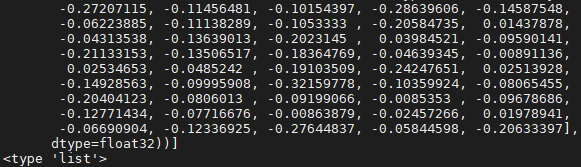 -0.27207115, -0.11456481, -0.10154397, -0.28639606, -0.14587548,
-0.06223885, -0.11138289, -0.1053333 , -0.20584735, 0.01437878,
-0.04313538, -0.13639013, -0.2023145 , 0.03984521, -0.09590141,
-0.21133153, -0.13506517, -0.18364769, -0.04639345, -0.00891136,
0.02534653, -0.0485242 , -0.19103509, -0.24247651, 0.02513928,
-0.14928563, -0.09995908, -0.32159778, -0.10359924, -0.08065455,
-0.20404123, -0.0806013 , -0.09199066, -0.0085353 , -0.09678686,
-0.12771434, -0.07716676, -0.00863879, -0.02457266, 0.01978941,
-0.06690904, -0.12336925, -0.27644837, -0.05844598, -0.20633397],
dtype=float32))]
<type 'list'>